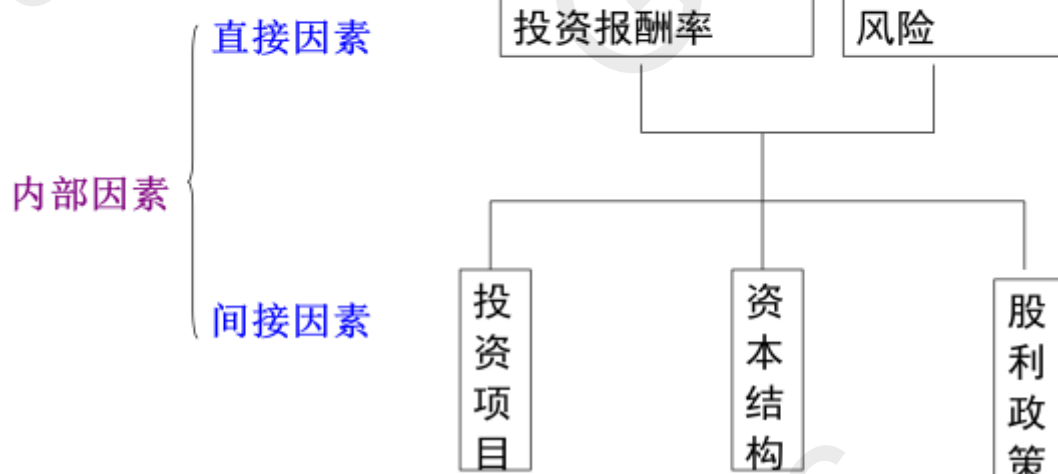 直接因素
投资报酬率
风险
内部因素
间接因素
投资项目
资本结构
股利政策